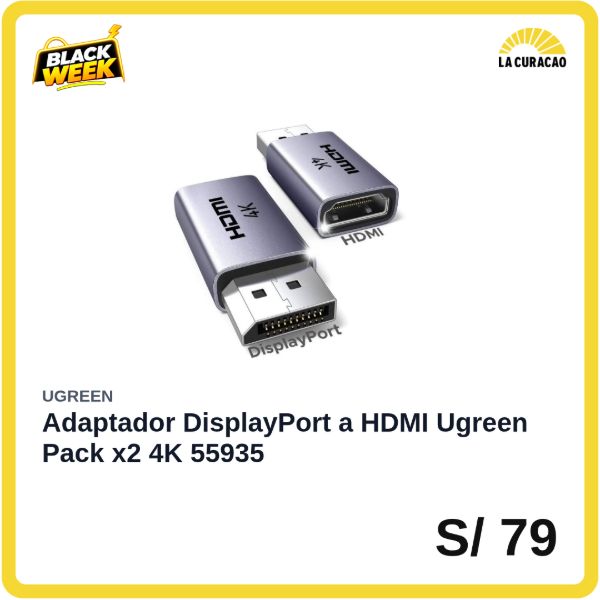 BLACK
WEEK
LA CURACAO
HDMI
4K
HDMI
4K
HDMI
DisplayPort
UGREEN
Adaptador DisplayPort a HDMI Ugreen
Pack x2 4K 55935
S/ 79